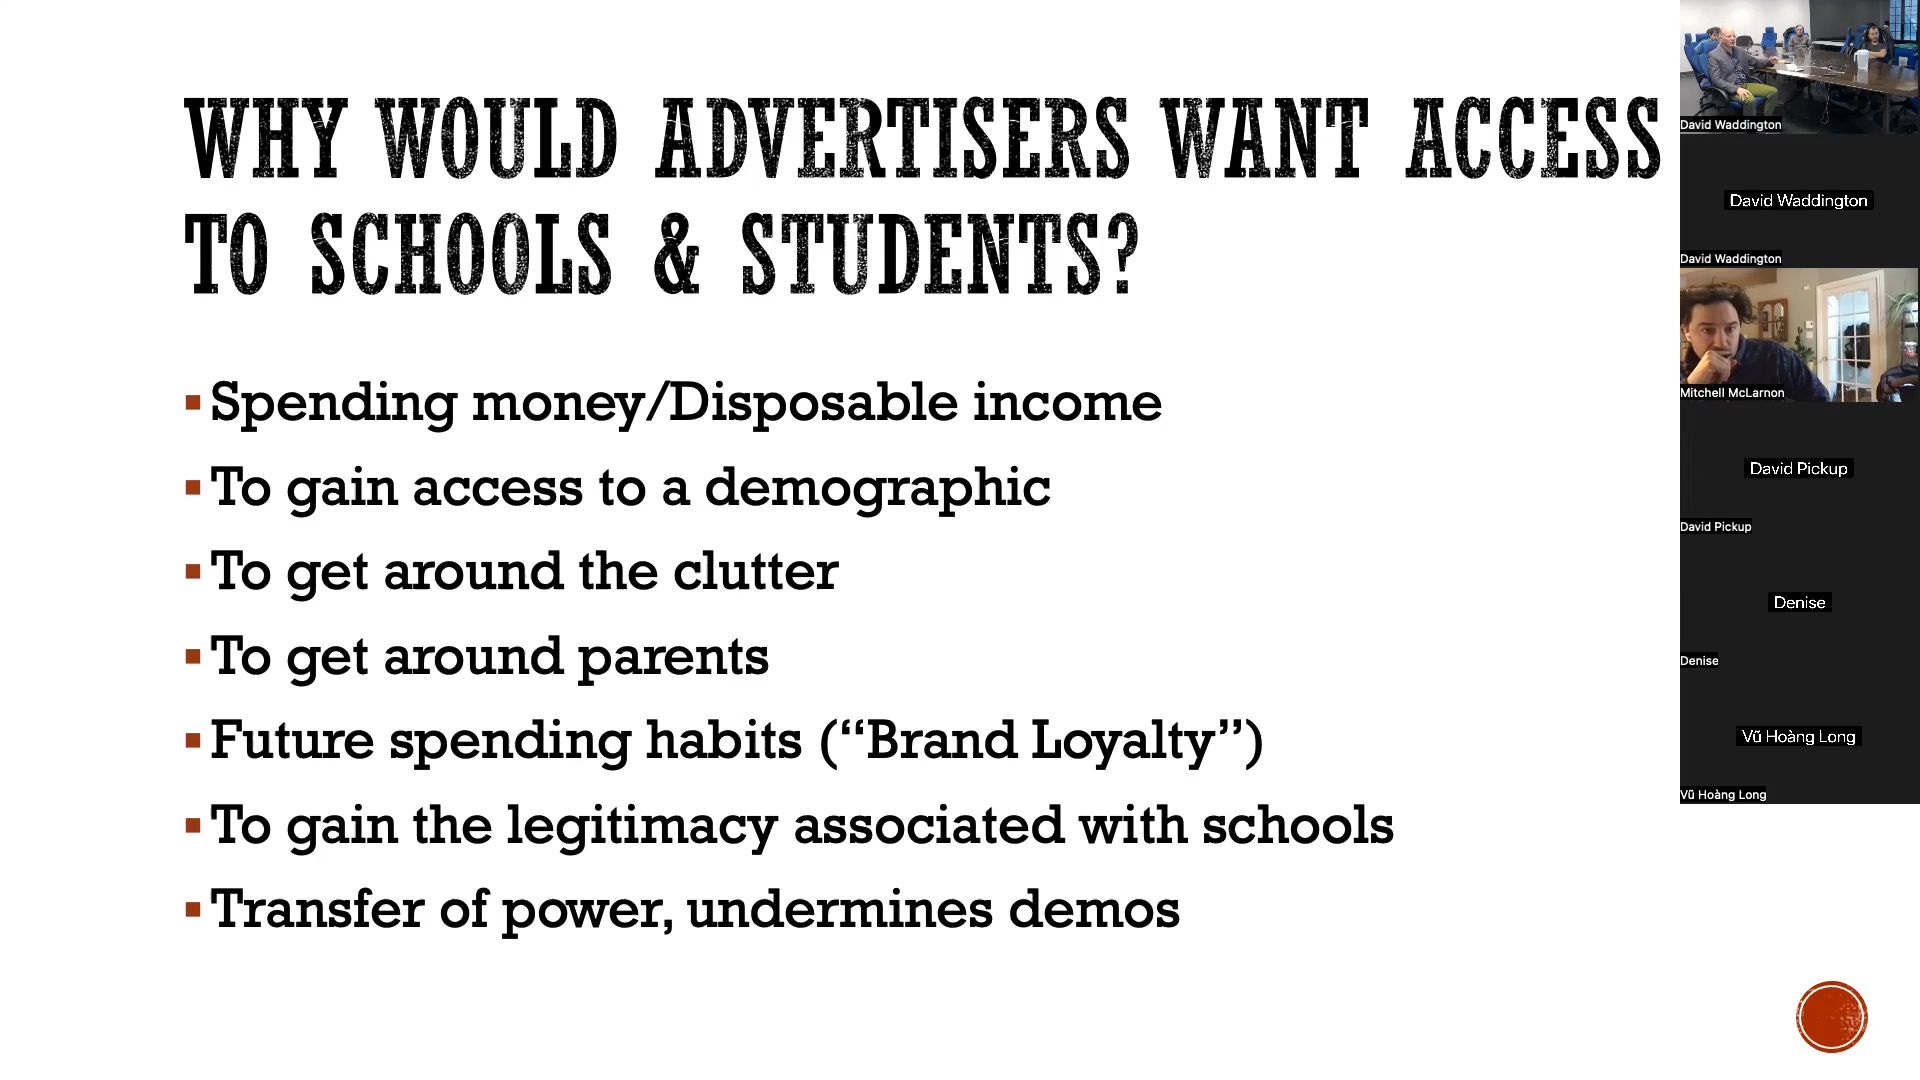 WHY WOULD ADVERTISERS WANT ACCESS
TO SCHOOLS & STUDENTS?
▪Spending money/Disposable income
▪To gain access to a demographic
▪To get around the clutter
▪To get around parents
▪Future spending habits (“Brand Loyalty”)
▪To gain the legitimacy associated with schools
▪Transfer of power, undermines demos
David Waddington
David Waddington
David Waddington
Mitchell McLarnon
David Pickup
David Pickup
Denise
Denise
Vũ Hoàng Long
Vũ Hoàng Long